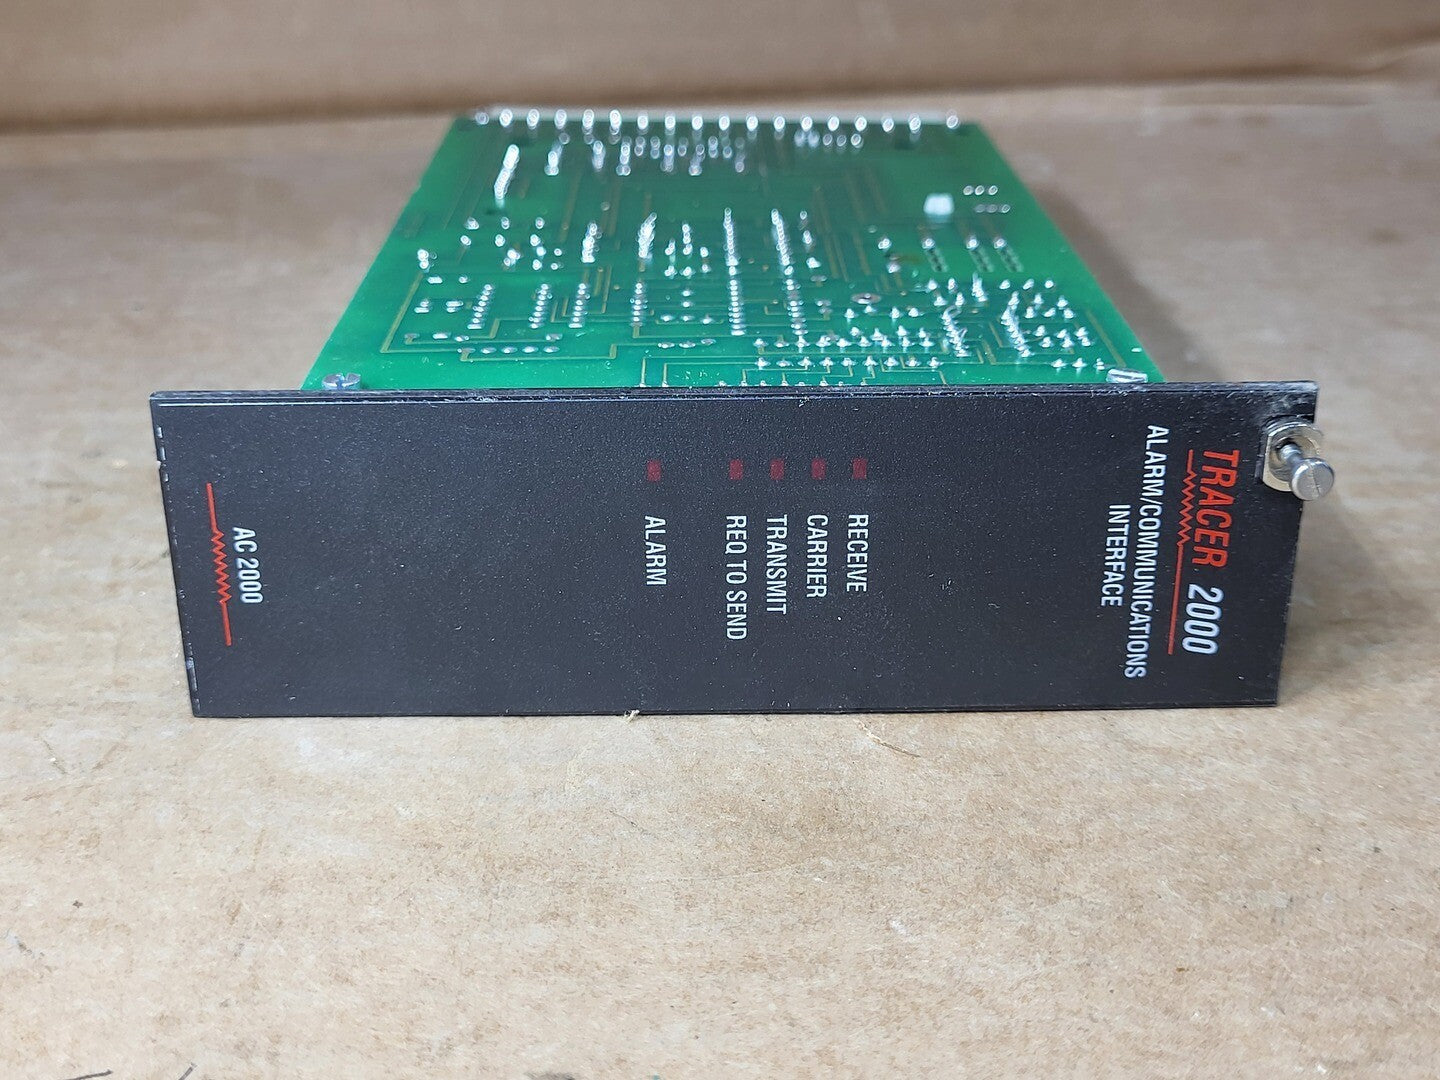 TRACER 2000
ALARM/COMMUNICATIONS
INTERFACE
RECEIVE
CARRIER
TRANSMIT
REQ TO SEND
ALARM
AC 2000